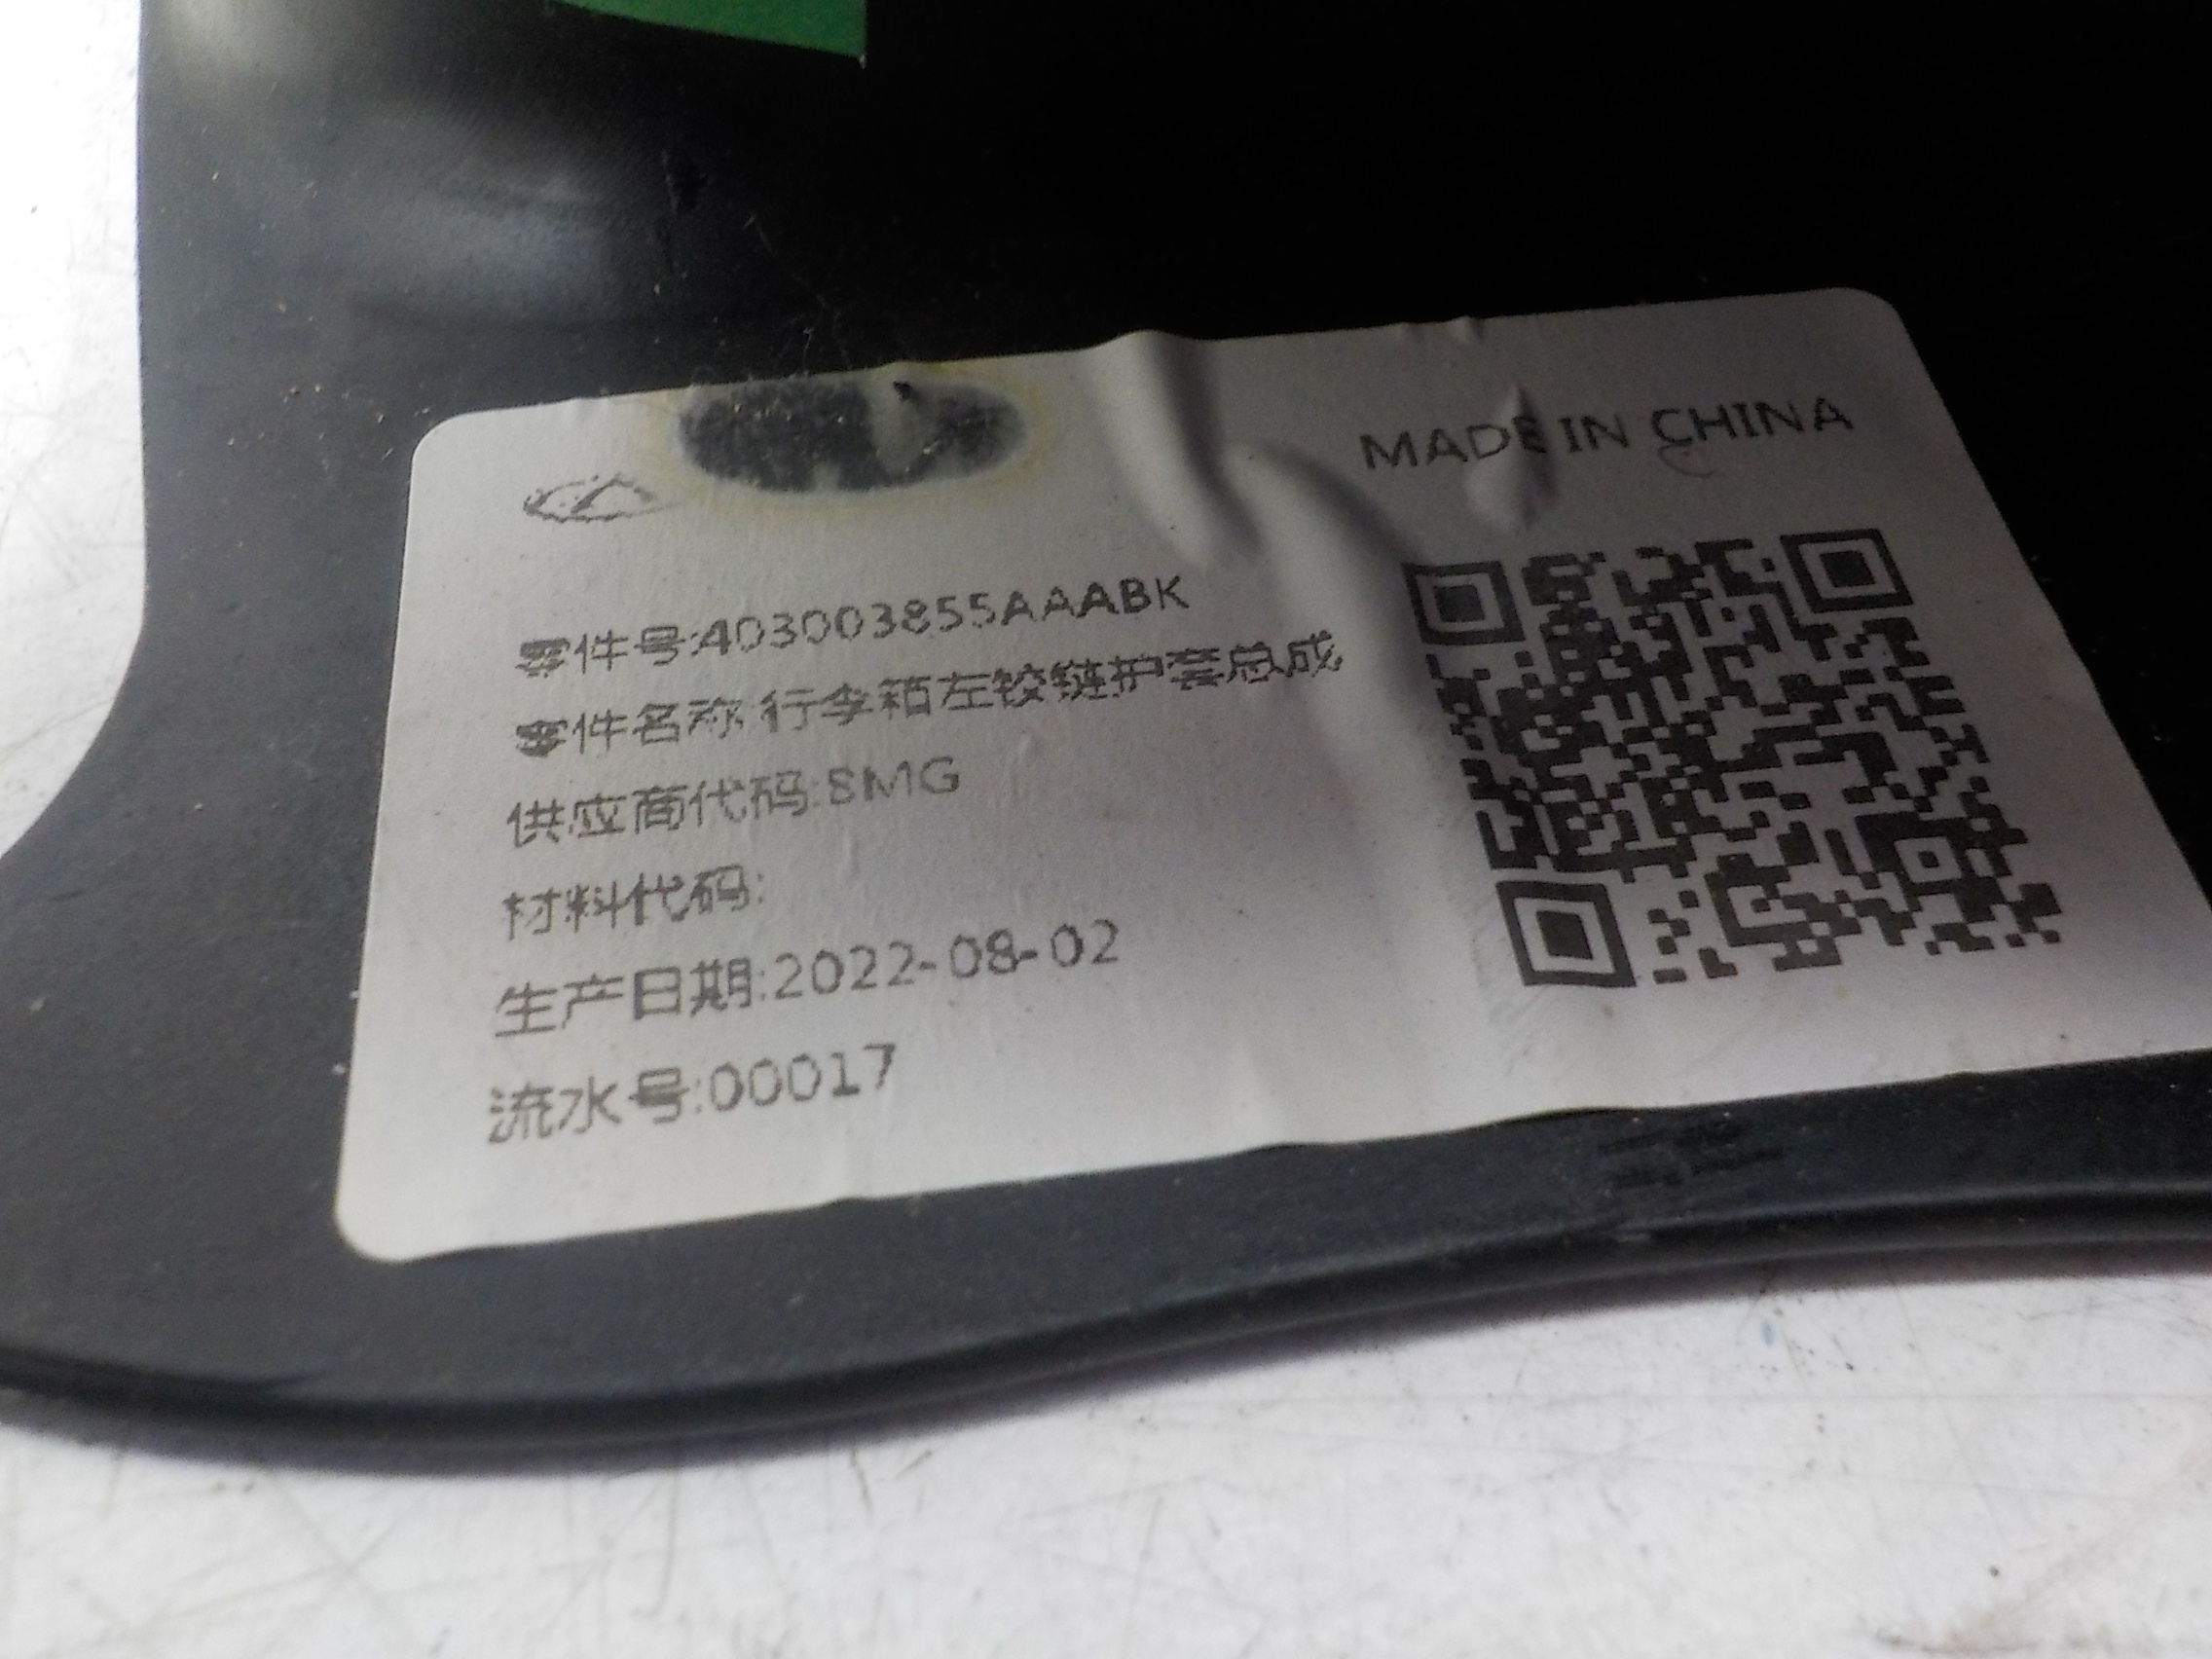 MADE IN CHINA
零件号:403003855AAABK
零件名称:行李箱左铰链护套总成
供应商代码:8MG
材料代码:
生产日期:2022-08-02
流水号:00017